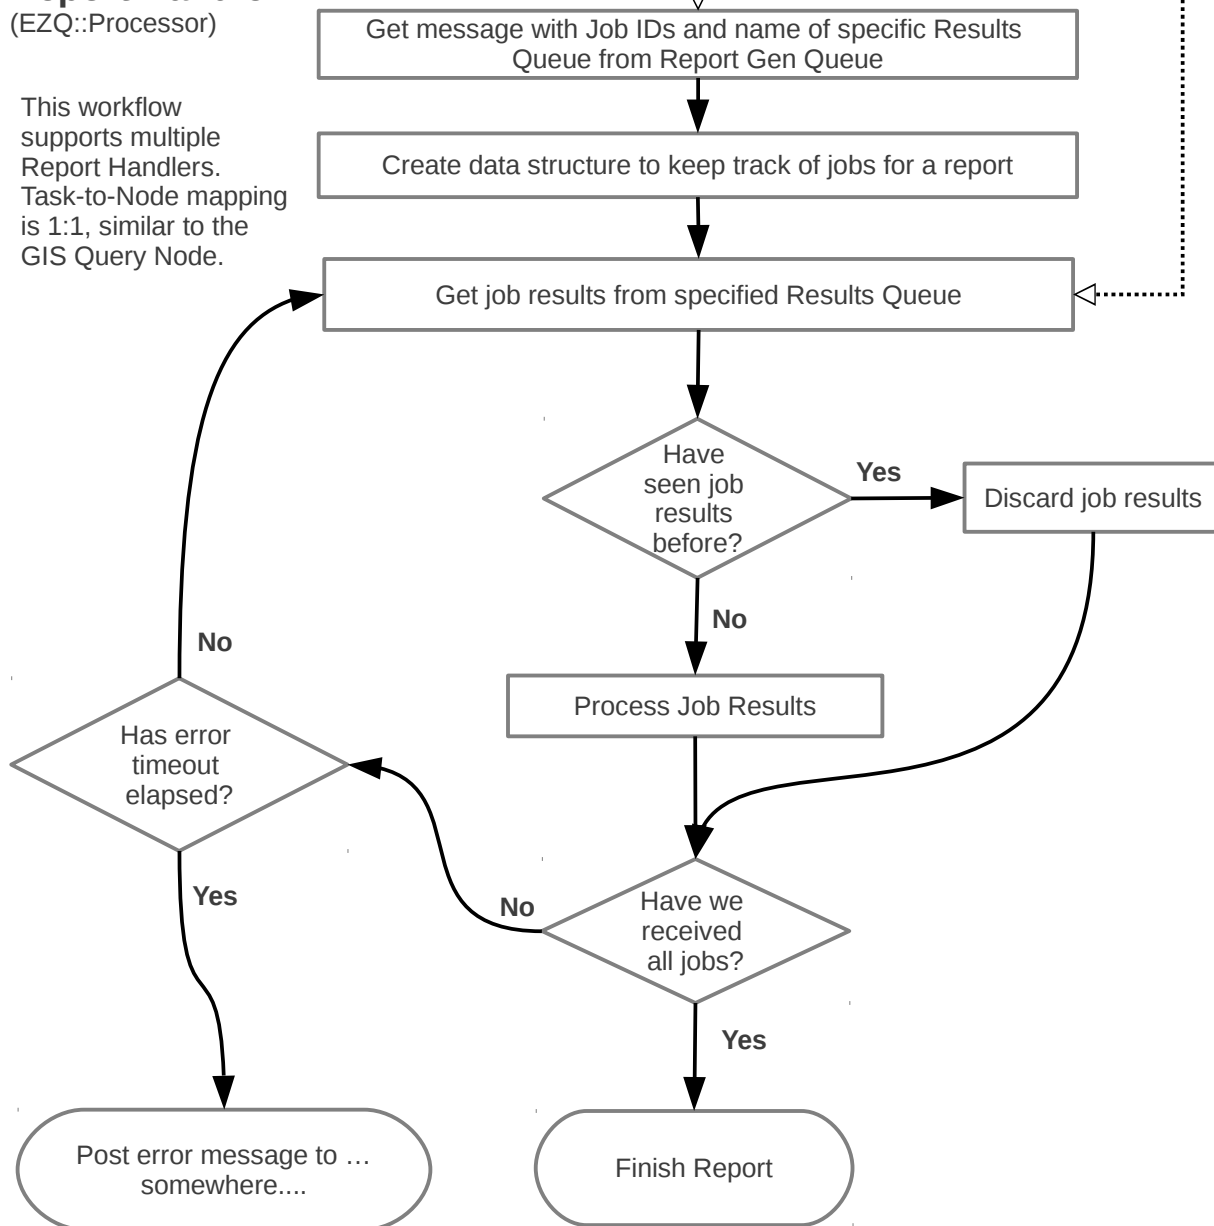 (EZQ::Processor)
Get message with Job IDs and name of specific Results
Queue from Report Gen Queue
This workflow
supports multiple
Report Handlers.
Task-to-Node mapping
is 1:1, similar to the
GIS Query Node.
Create data structure to keep track of jobs for a report
Get job results from specified Results Queue
Have
seen job
results
before?
Yes
Discard job results
No
Process Job Results
No
Has error
timeout
elapsed?
Yes
No
Have we
received
all jobs?
Yes
Post error message to …
somewhere....
Finish Report